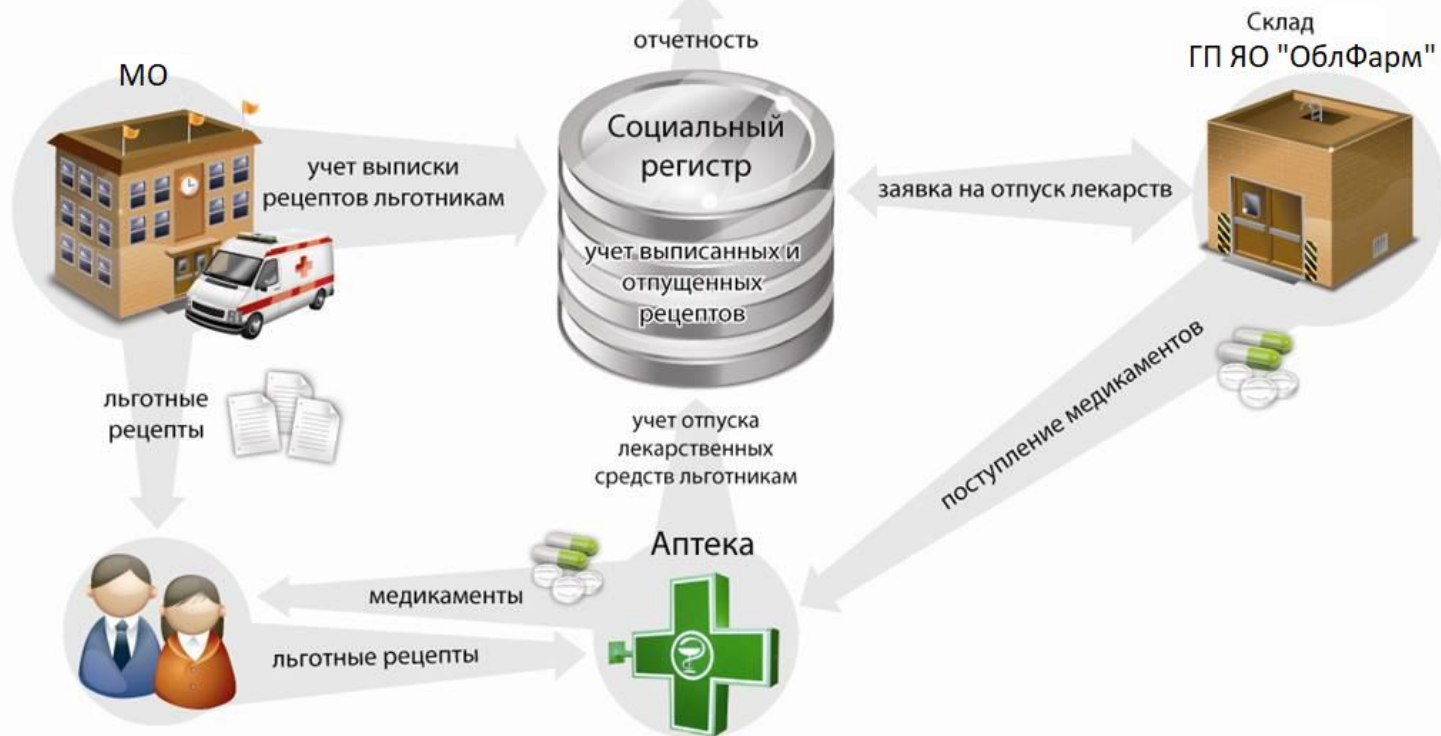 отчетность
Склад
ГП ЯО "ОблФарм"
МО
Социальный
регистр
учет выписки
рецептов льготникам
заявка на отпуск лекарств
учет выписанных и
отпущенных
рецептов
поступление медикаментов
льготные
рецепты
учет отпуска
лекарственных
средств льготникам
Аптека
медикаменты
льготные рецепты